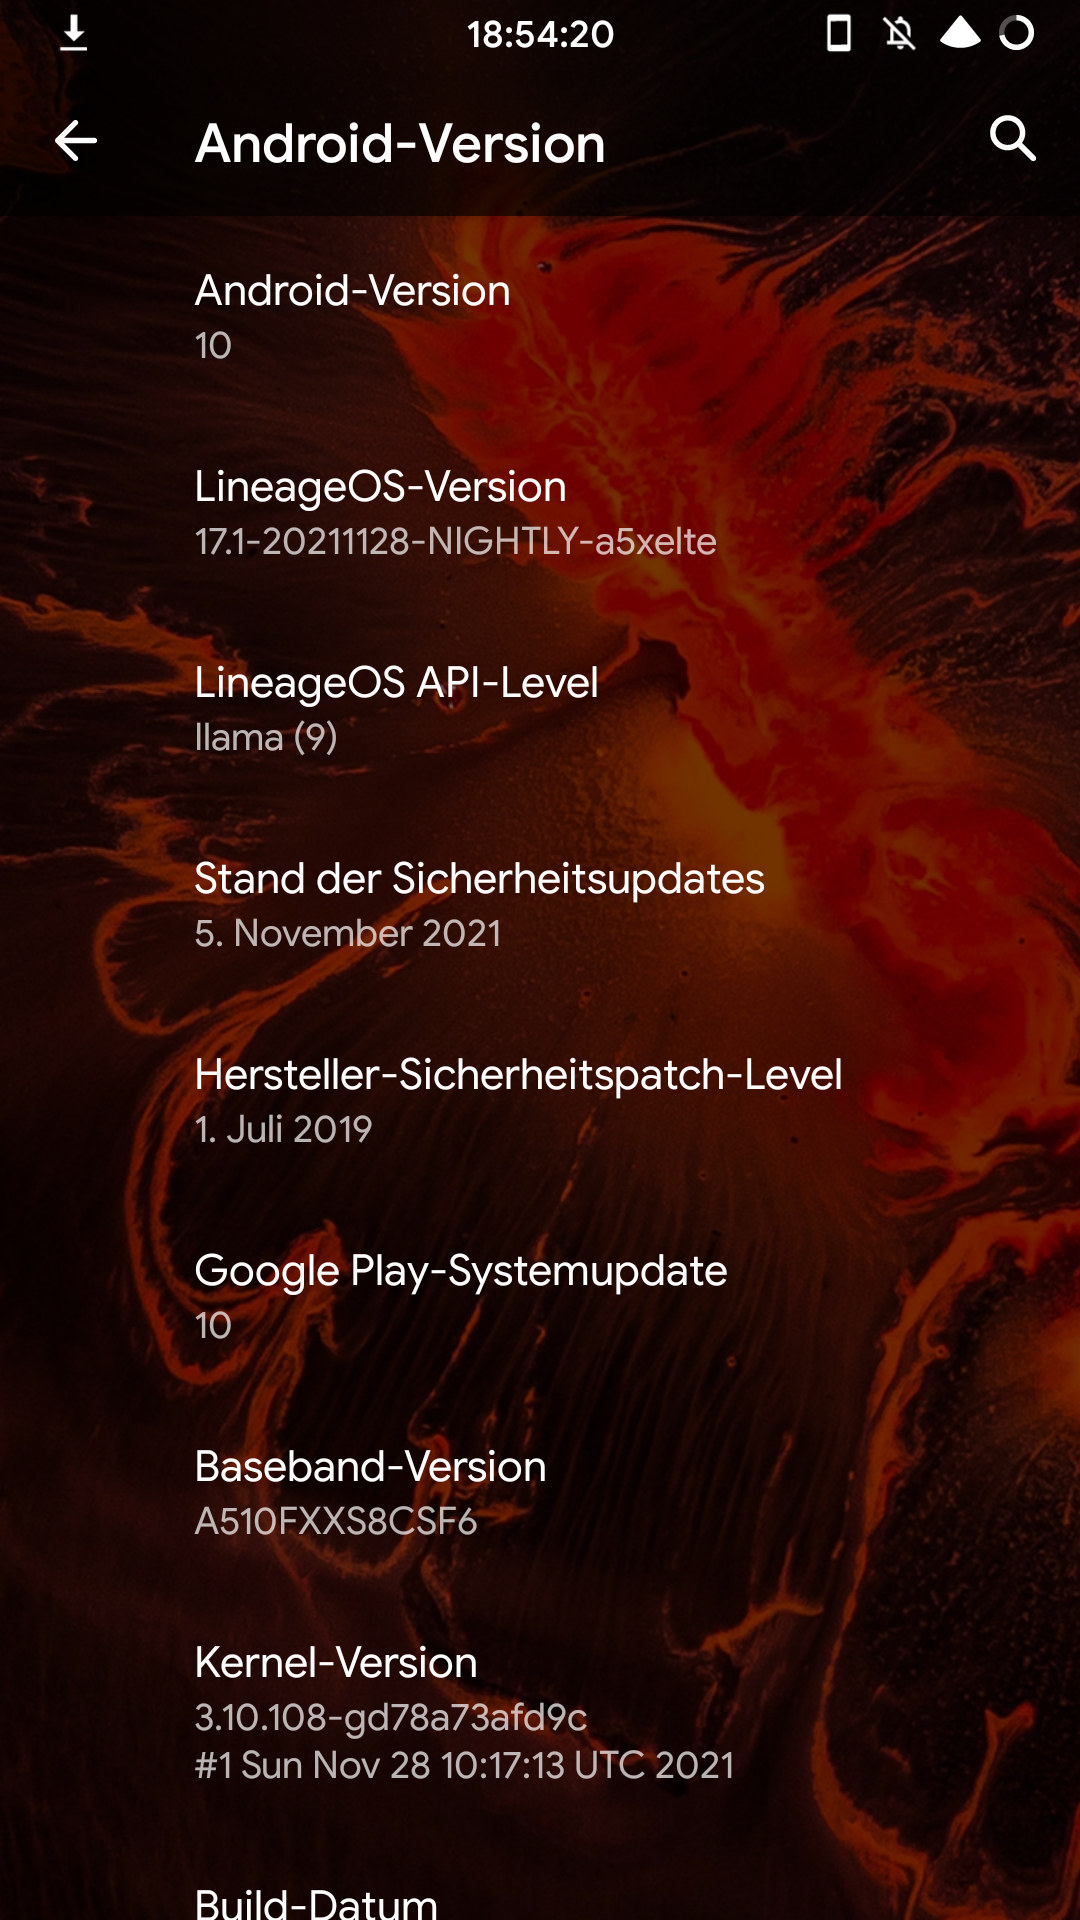 18:54:20
Android-Version
Android-Version
10
LineageOS-Version
17.1-20211128-NIGHTLY-a5xelte
LineageOS API-Level
llama (9)
Stand der Sicherheitsupdates
5. November 2021
Hersteller-Sicherheitspatch-Level
1. Juli 2019
Google Play-Systemupdate
10
Baseband-Version
A510FXXS8CSF6
Kernel-Version
3.10.108-gd78a73afd9c
#1 Sun Nov 28 10:17:13 UTC 2021
Build-Datum